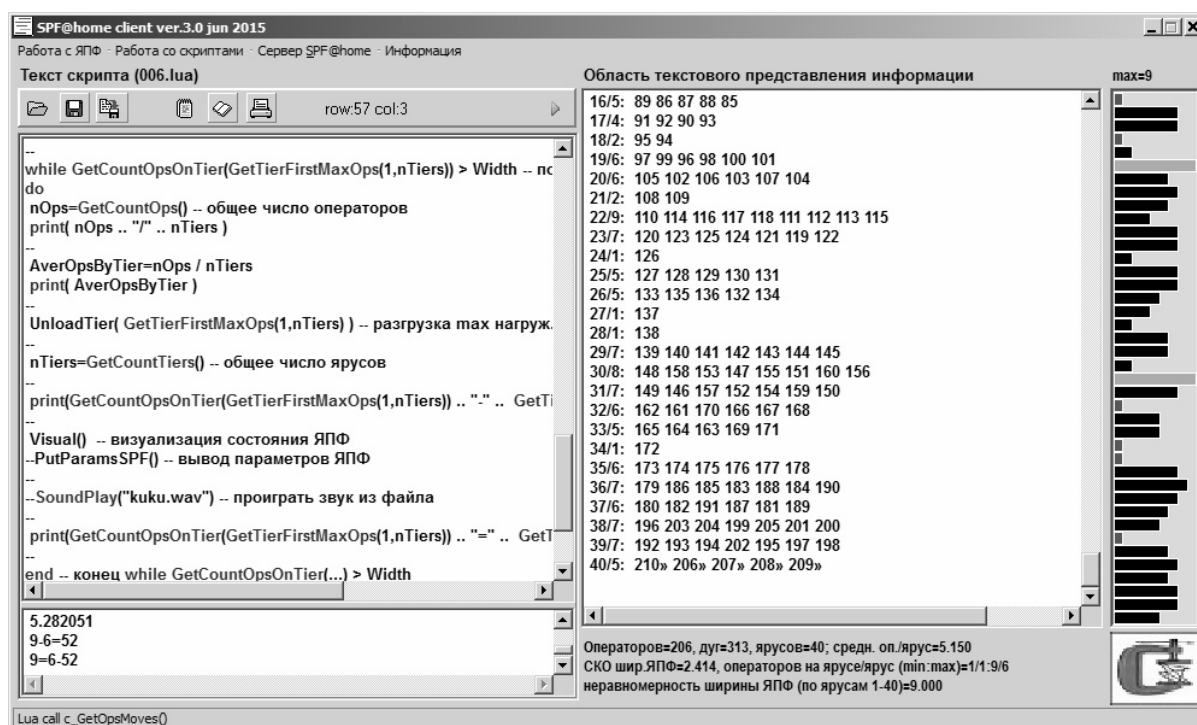 SPF@home client ver.3.0 jun 2015
Работа с ЯПФ · Работа со скриптами · Сервер SPF@home · Информация
Текст скрипта (006.lua)
row:57 col:3
--
while GetCountOpsOnTier(GetTierFirstMaxOps(1,nTiers)) > Width --
do
nOps=GetCountOps() -- общее число операторов
print( nOps .. "/" .. nTiers )
--
AverOpsByTier=nOps / nTiers
print( AverOpsByTier )
--
UnloadTier( GetTierFirstMaxOps(1,nTiers) ) -- разгрузка max нагруж.
--
nTiers=GetCountTiers() -- общее число ярусов
--
print(GetCountOpsOnTier(GetTierFirstMaxOps(1,nTiers)) .. "-" .. GetTi
--
Visual() -- визуализация состояния ЯПФ
--PutParamsSPF() -- вывод параметров ЯПФ
--
--SoundPlay("kuku.wav") -- проиграть звук из файла
--
print(GetCountOpsOnTier(GetTierFirstMaxOps(1,nTiers)) .. "=" .. GetT
--
end -- конец while GetCountOpsOnTier(...) > Width
5.282051
9-6=52
9=6-52
Область текстового представления информации
16/5: 89 86 87 88 85
17/4: 91 92 90 93
18/2: 95 94
19/6: 97 99 96 98 100 101
20/6: 105 102 106 103 107 104
21/2: 108 109
22/9: 110 114 116 117 118 111 112 113 115
23/7: 120 123 125 124 121 119 122
24/1: 126
25/5: 127 128 129 130 131
26/5: 133 135 136 132 134
27/1: 137
28/1: 138
29/7: 139 140 141 142 143 144 145
30/8: 148 158 153 147 155 151 160 156
31/7: 149 146 157 152 154 159 150
32/6: 162 161 170 166 167 168
33/5: 165 164 163 169 171
34/1: 172
35/6: 173 174 175 176 177 178
36/7: 179 186 185 183 188 184 190
37/6: 180 182 191 187 181 189
38/7: 196 203 204 199 205 201 200
39/7: 192 193 194 202 195 197 198
40/5: 210» 206» 207» 208» 209»
Операторов=206, дуг=313, ярусов=40; средн. оп./ярус=5.150
СКО шир.ЯПФ=2.414, операторов на ярусе/ярус (min:max)=1/1:9/6
неравномерность ширины ЯПФ (по ярусам 1-40)=9.000
max=9
Lua call c_GetOpsMoves()